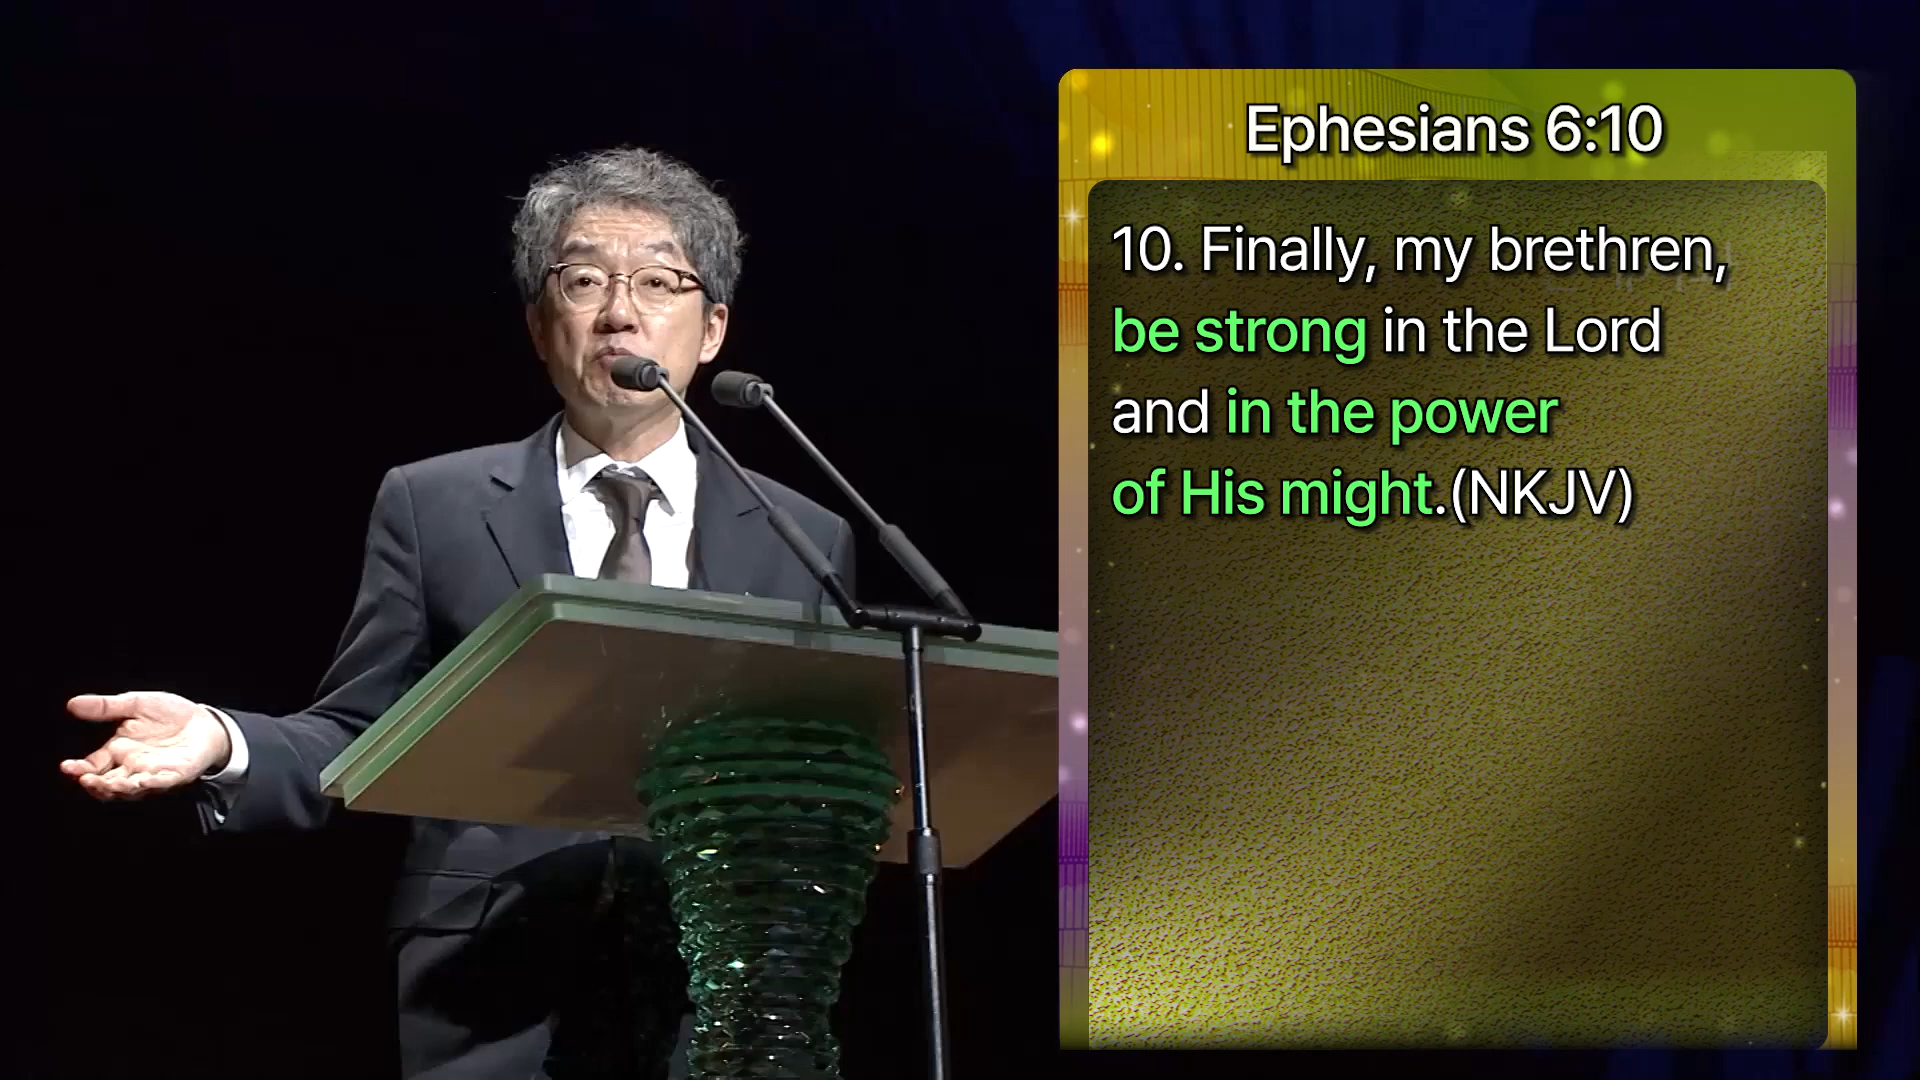 Ephesians 6:10
10. Finally, my brethren,
be strong in the Lord
and in the power
of His might.(NKJV)